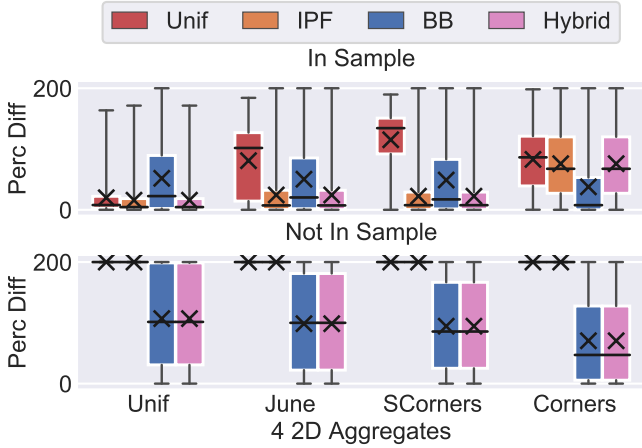 Unif IPF BB Hybrid
In Sample
Perc Diff
200
0
Not In Sample
Perc Diff
200
0
Unif June SCorners Corners
4 2D Aggregates